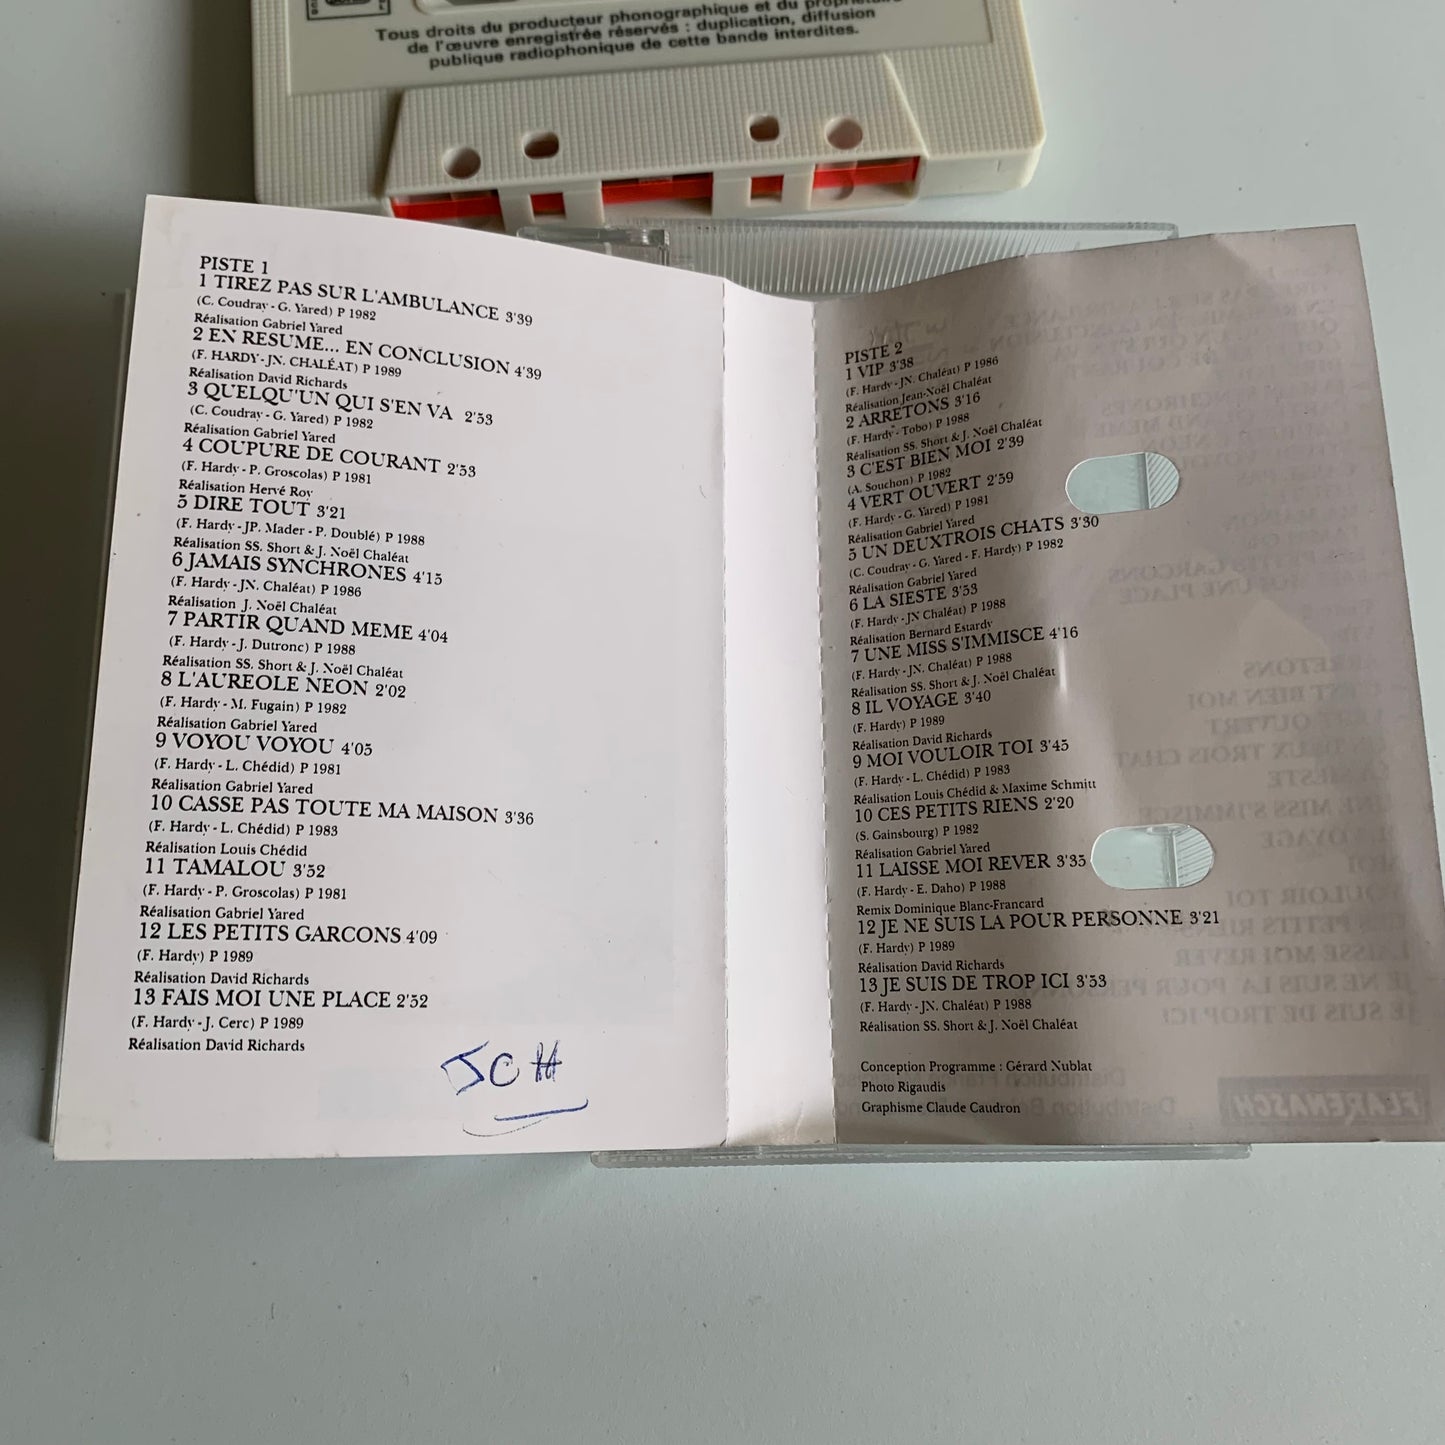 Tous droits du producteur phonographique et du propriétaire
de l'œuvre enregistrée réservés : duplication, diffusion
publique radiophonique de cette bande interdites.
PISTE 1
1 TIREZ PAS SUR L'AMBULANCE 3'39
(C. Coudray - G. Yared) P 1982
Réalisation Gabriel Yared
2 EN RESUME... EN CONCLUSION 4'39
(F. HARDY-JN. CHALÉAT) P 1989
Réalisation David Richards
3 QUELQU'UN QUI S'EN VA 2'53
(C. Coudray - G. Yared) P 1982
Réalisation Gabriel Yared
4 COUPURE DE COURANT 2'53
(F. Hardy - P. Groscolas) P 1981
Réalisation Hervé Roy
5 DIRE TOUT 3'21
(F. Hardy - JP. Mader - P. Doublé) P 1988
Réalisation SS. Short & J. Noël Chaléat
6 JAMAIS SYNCHRONES 4'15
(F. Hardy - JN. Chaléat) P 1986
Réalisation J. Noël Chaléat
7 PARTIR QUAND MEME 4'04
(F. Hardy - J. Dutronc) P 1988
Réalisation SS. Short & J. Noël Chaléat
8 L'AUREOLE NEON 2'02
(F. Hardy - M. Fugain) P 1982
Réalisation Gabriel Yared
9 VOYOU VOYOU 4'05
(F. Hardy - L. Chédid) P 1981
Réalisation Gabriel Yared
10 CASSE PAS TOUTE MA MAISON 3'36
(F. Hardy - L. Chédid) P 1983
Réalisation Louis Chédid
11 TAMALOU 3'52
(F. Hardy - P. Groscolas) P 1981
Réalisation Gabriel Yared
12 LES PETITS GARCONS 4'09
(F. Hardy) P 1989
Réalisation David Richards
13 FAIS MOI UNE PLACE 2'52
(F. Hardy - J. Cerc) P 1989
Réalisation David Richards
JCH
PISTE 2
1 VIP 3'38
(F. Hardy - JN. Chaléat) P 1986
Réalisation Jean-Noël Chaléat
2 ARRETONS 3'16
(F. Hardy - Tobo) P 1988
Réalisation SS. Short & J. Noël Chaléat
3 C'EST BIEN MOI 2'39
(A. Souchon) P 1982
4 VERT OUVERT 2'59
(F. Hardy - G. Yared) P 1981
Réalisation Gabriel Yared
5 UN DEUXTROIS CHATS 3'30
(C. Coudray - G. Yared - F. Hardy) P 1982
Réalisation Gabriel Yared
6 LA SIESTE 3'53
(F. Hardy - JN Chaléat) P 1988
Réalisation Bernard Estardy
7 UNE MISS S'IMMISCE 4'16
(F. Hardy - JN. Chaléat) P 1988
Réalisation SS. Short & J. Noël Chaléat
8 IL VOYAGE 3'40
(F. Hardy) P 1989
Réalisation David Richards
9 MOI VOULOIR TOI 3'45
(F. Hardy - L. Chédid) P 1983
Réalisation Louis Chédid & Maxime Schmitt
10 CES PETITS RIENS 2'20
(S. Gainsbourg) P 1982
Réalisation Gabriel Yared
11 LAISSE MOI REVER 3'35
(F. Hardy - E. Daho) P 1988
Remix Dominique Blanc-Francard
12 JE NE SUIS LA POUR PERSONNE 3'21
(F. Hardy) P 1989
Réalisation David Richards
13 JE SUIS DE TROP ICI 3'53
(F. Hardy - JN. Chaléat) P 1988
Réalisation SS. Short & J. Noël Chaléat
Conception Programme : Gérard Nublat
Photo Rigaudis
Graphisme Claude Caudron